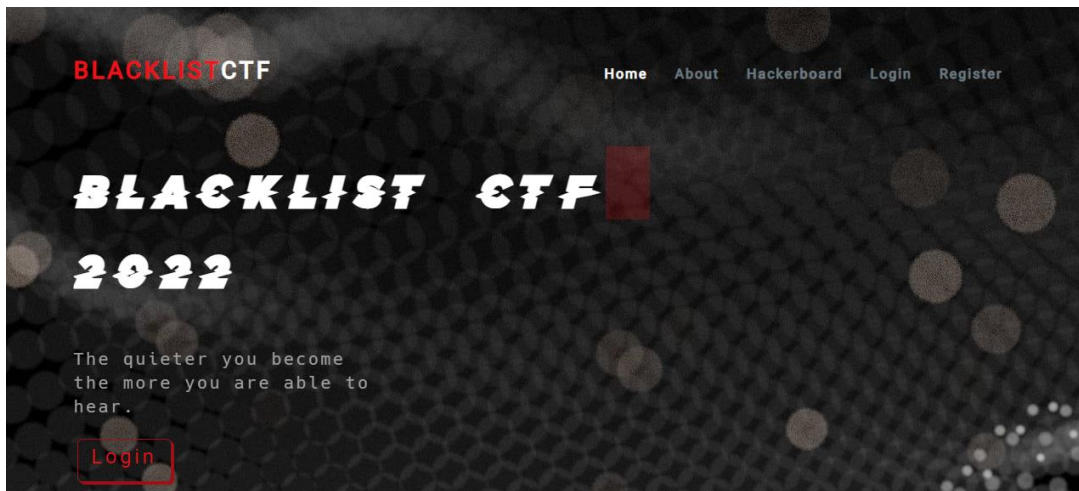 BLACKLISTCTF
Home About Hackerboard Login Register
BLACKLIST CTF
2022
The quieter you become
the more you are able to
hear.
Login